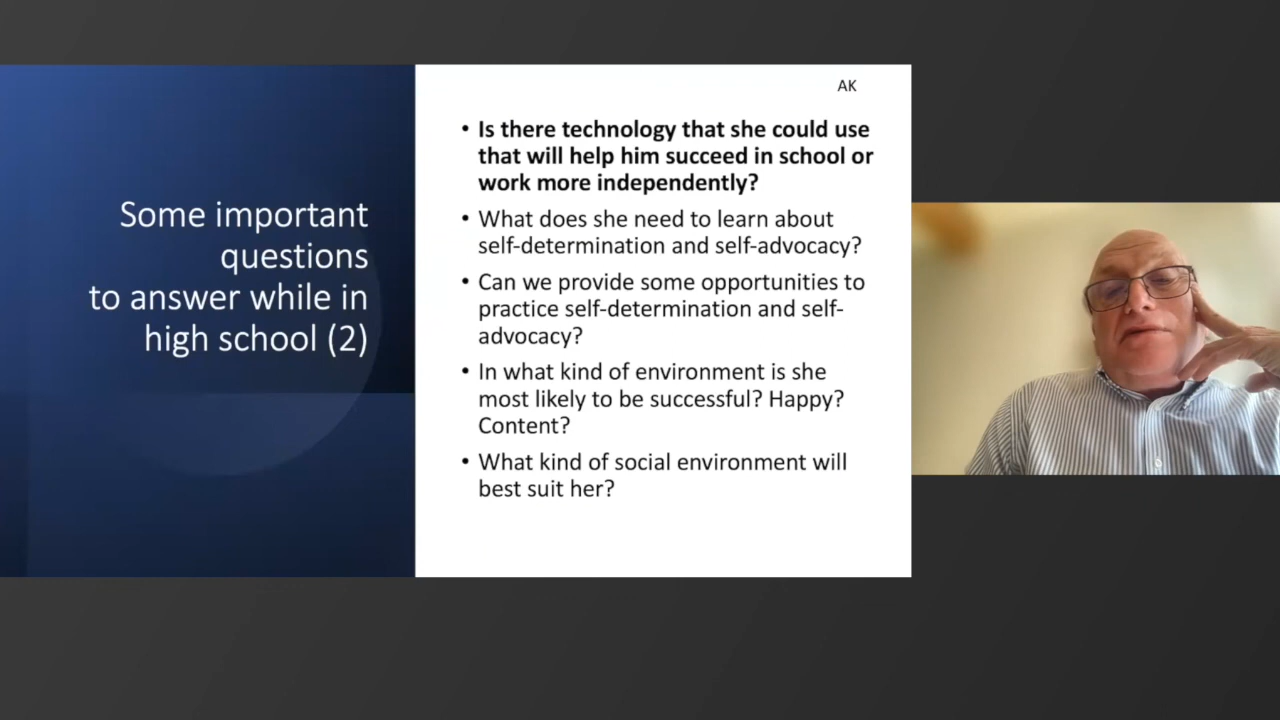 Some important
questions
to answer while in
high school (2)
AK
• Is there technology that she could use
that will help him succeed in school or
work more independently?
• What does she need to learn about
self-determination and self-advocacy?
• Can we provide some opportunities to
practice self-determination and self-
advocacy?
• In what kind of environment is she
most likely to be successful? Happy?
Content?
• What kind of social environment will
best suit her?